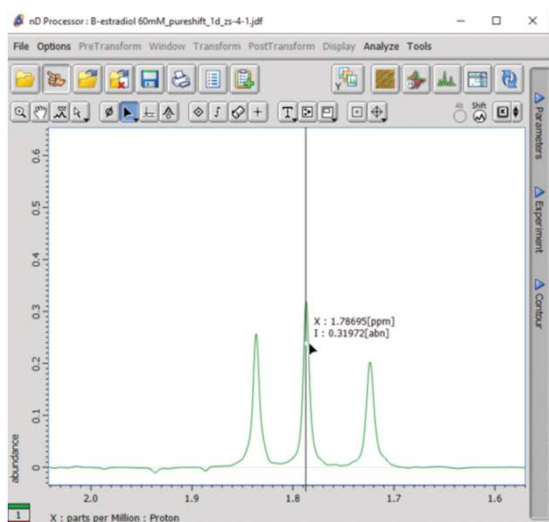 nD Processor : B-estradiol 60mM_pureshift_1d_zs-4-1.jdf
File Options PreTransform Window Transform PostTransform Display Analyze Tools
Alt Shift
Parameters
Experiment
Contour
0.6
0.5
0.4
0.3
0.2
0.1
0
abundance
X : 1.78695[ppm]
I : 0.31972[abn]
2.0 1.9 1.8 1.7 1.6
1
X : parts per Million : Proton